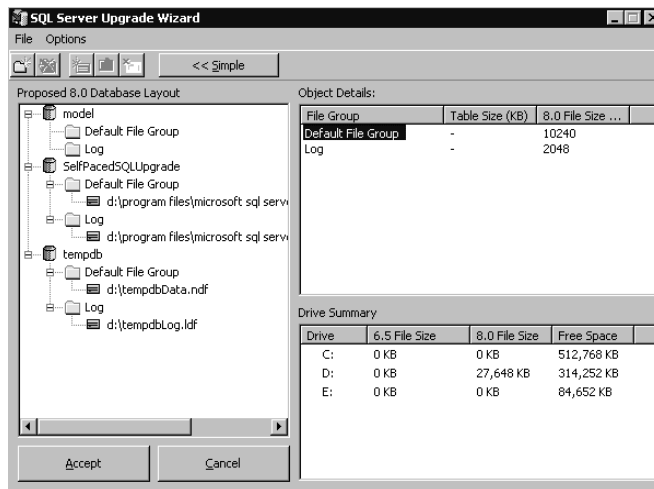 SQL Server Upgrade Wizard
File Options
<< Simple
Proposed 8.0 Database Layout
model
Default File Group
Log
SelfPacedSQLUpgrade
Default File Group
d:\program files\microsoft sql serve
Log
d:\program files\microsoft sql serve
tempdb
Default File Group
d:\tempdbData.ndf
Log
d:\tempdbLog.ldf
Accept Cancel
Object Details:
File Group Table Size (KB) 8.0 File Size ...
Default File Group - 10240
Log - 2048
Drive Summary
Drive 6.5 File Size 8.0 File Size Free Space
C: 0 KB 0 KB 512,768 KB
D: 0 KB 27,648 KB 314,252 KB
E: 0 KB 0 KB 84,652 KB